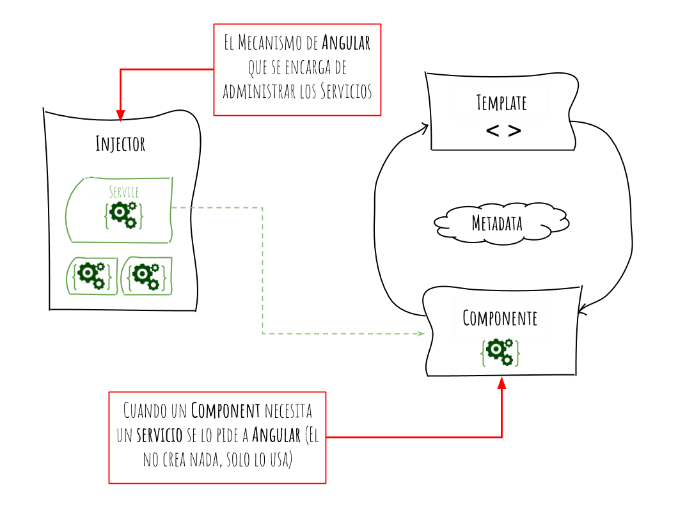 El Mecanismo de Angular
que se encarga de
administrar los Servicios
Template
< >
Injector
Service
{ }
{ }
{ }
Metadata
Componente
{ }
Cuando un Component necesita
un servicio se lo pide a Angular (El
no crea nada, solo lo usa)